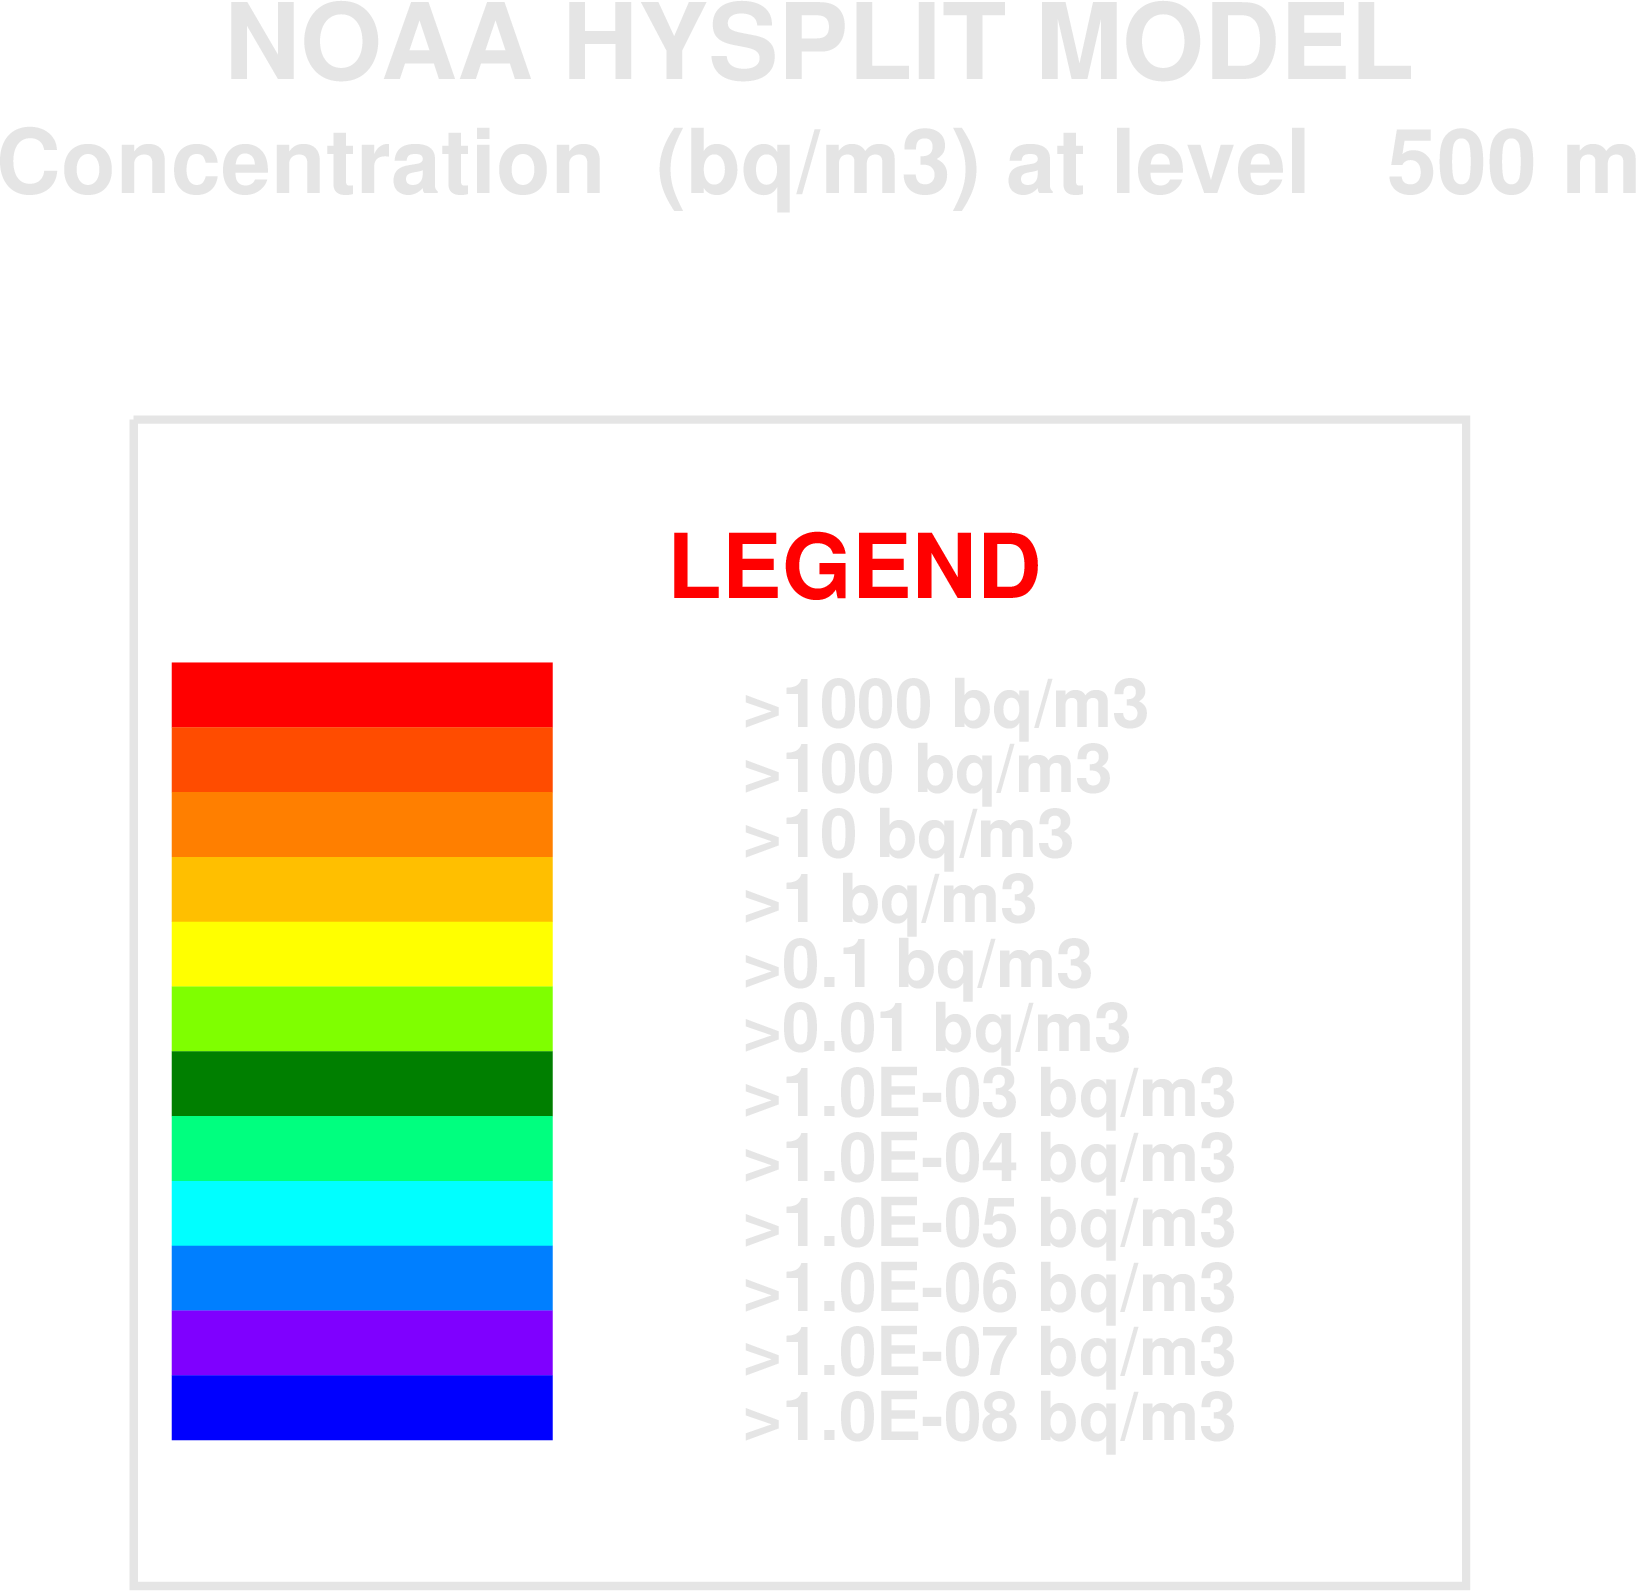 NOAA HYSPLIT MODEL
Concentration  (bq/m3) at level   500 m
LEGEND
>1000 bq/m3
>100 bq/m3
>10 bq/m3
>1 bq/m3
>0.1 bq/m3
>0.01 bq/m3
>1.0E-03 bq/m3
>1.0E-04 bq/m3
>1.0E-05 bq/m3
>1.0E-06 bq/m3
>1.0E-07 bq/m3
>1.0E-08 bq/m3